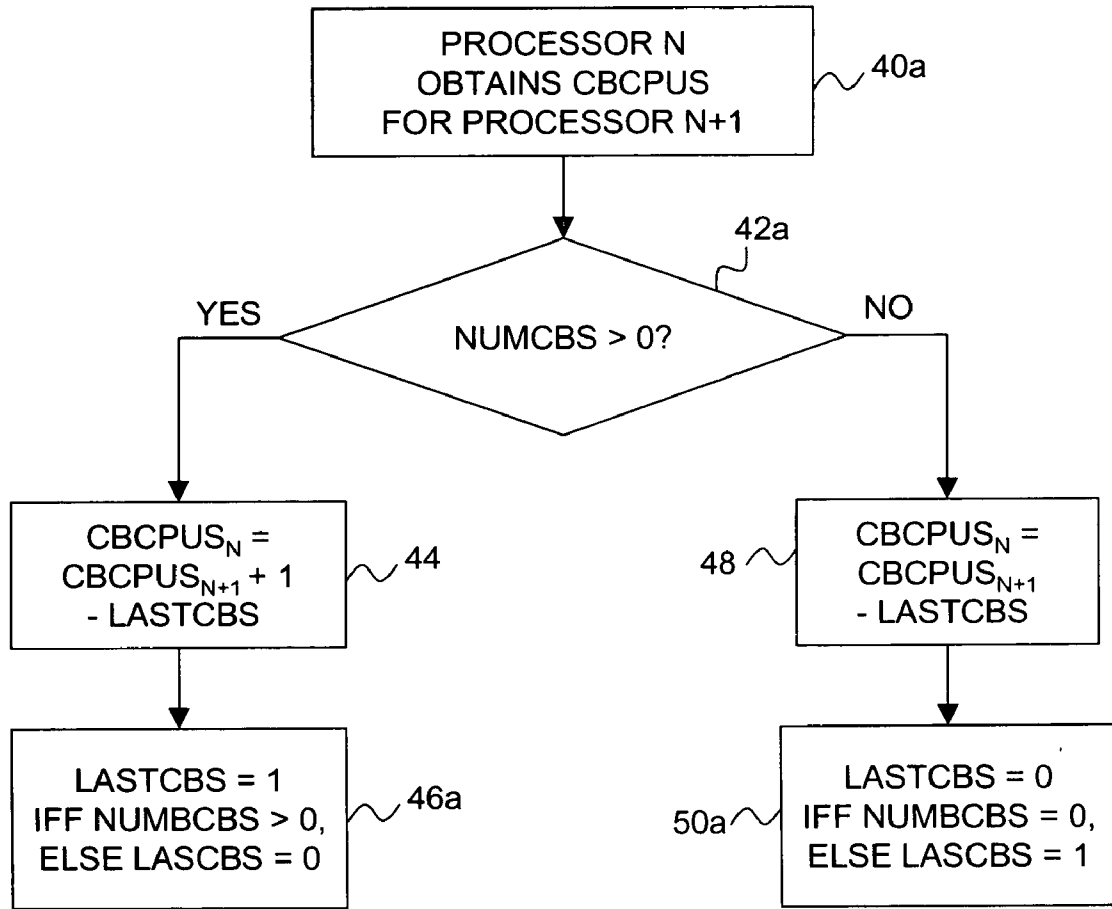 PROCESSOR N
OBTAINS CBCPUS
FOR PROCESSOR N+1
40a
42a
YES
NO
NUMCBS > 0?
CBCPUS_N =
CBCPUS_{N+1} + 1
- LASTCBS
44
48
CBCPUS_N =
CBCPUS_{N+1}
- LASTCBS
LASTCBS = 1
IFF NUMBCBS > 0,
ELSE LASCBS = 0
46a
50a
LASTCBS = 0
IFF NUMBCBS = 0,
ELSE LASCBS = 1